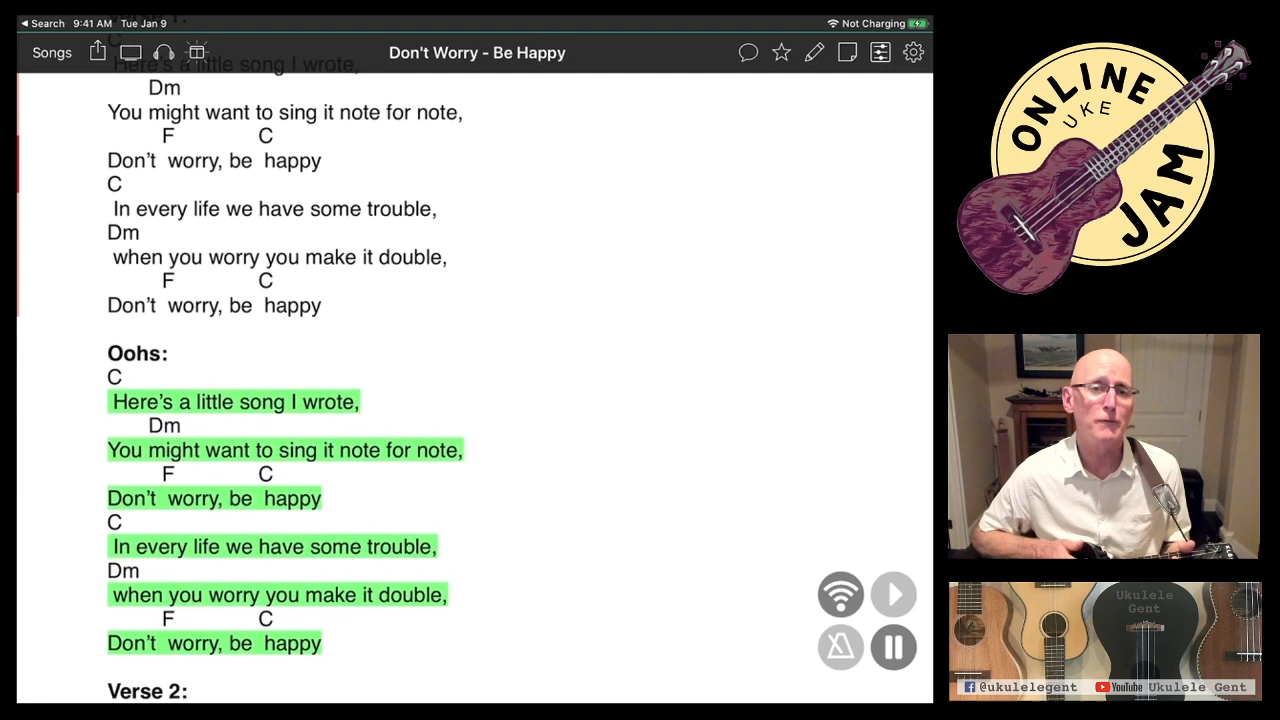 Search 9:41 AM Tue Jan 9
Not Charging
Songs
Don't Worry - Be Happy
Here's a little song I wrote,
Dm
You might want to sing it note for note,
F C
Don't worry, be happy
C
In every life we have some trouble,
Dm
when you worry you make it double,
F C
Don't worry, be happy
Oohs:
C
Here's a little song I wrote,
Dm
You might want to sing it note for note,
F C
Don't worry, be happy
C
In every life we have some trouble,
Dm
when you worry you make it double,
F C
Don't worry, be happy
Verse 2:
ONLINE
UKE
JAM
Ukulele
Gent
@ukulelegent YouTube Ukulele Gent